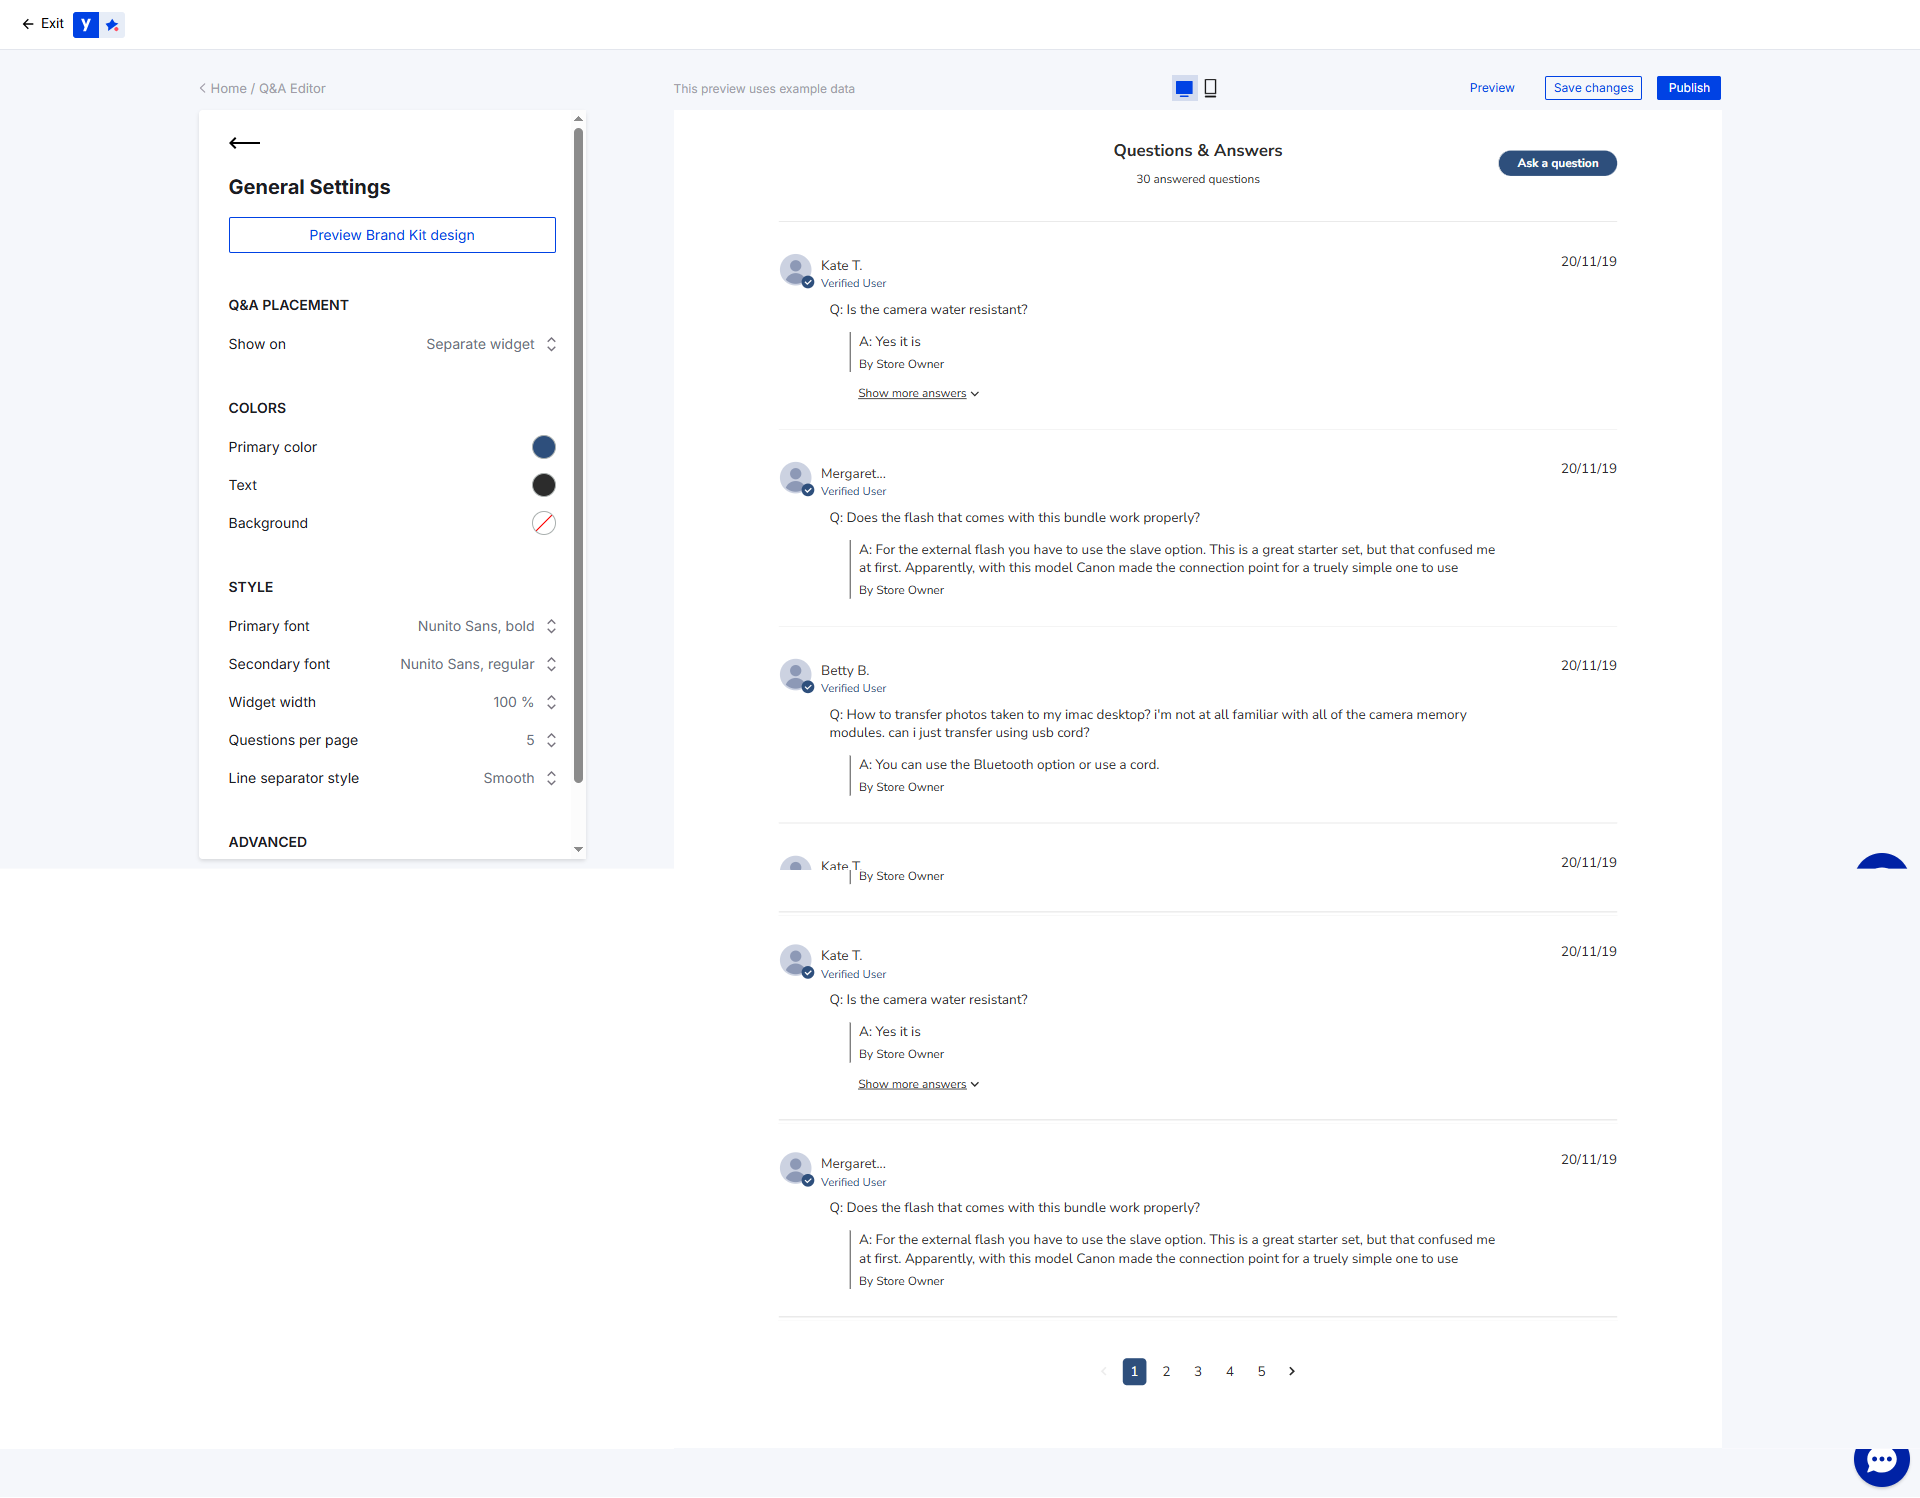 Exit
y
Home / Q&A Editor
This preview uses example data
Preview
Save changes
Publish
General Settings
Preview Brand Kit design
Q&A PLACEMENT
Show on
Separate widget
COLORS
Primary color
Text
Background
STYLE
Primary font
Nunito Sans, bold
Secondary font
Nunito Sans, regular
Widget width
100 %
Questions per page
5
Line separator style
Smooth
ADVANCED
Questions & Answers
30 answered questions
Ask a question
Kate T.
20/11/19
Verified User
Q: Is the camera water resistant?
A: Yes it is
By Store Owner
Show more answers
Mergaret...
20/11/19
Verified User
Q: Does the flash that comes with this bundle work properly?
A: For the external flash you have to use the slave option. This is a great starter set, but that confused me
at first. Apparently, with this model Canon made the connection point for a truely simple one to use
By Store Owner
Betty B.
20/11/19
Verified User
Q: How to transfer photos taken to my imac desktop? i'm not at all familiar with all of the camera memory
modules. can i just transfer using usb cord?
A: You can use the Bluetooth option or use a cord.
By Store Owner
Kate T.
20/11/19
By Store Owner
Kate T.
20/11/19
Verified User
Q: Is the camera water resistant?
A: Yes it is
By Store Owner
Show more answers
Mergaret...
20/11/19
Verified User
Q: Does the flash that comes with this bundle work properly?
A: For the external flash you have to use the slave option. This is a great starter set, but that confused me
at first. Apparently, with this model Canon made the connection point for a truely simple one to use
By Store Owner
1 2 3 4 5